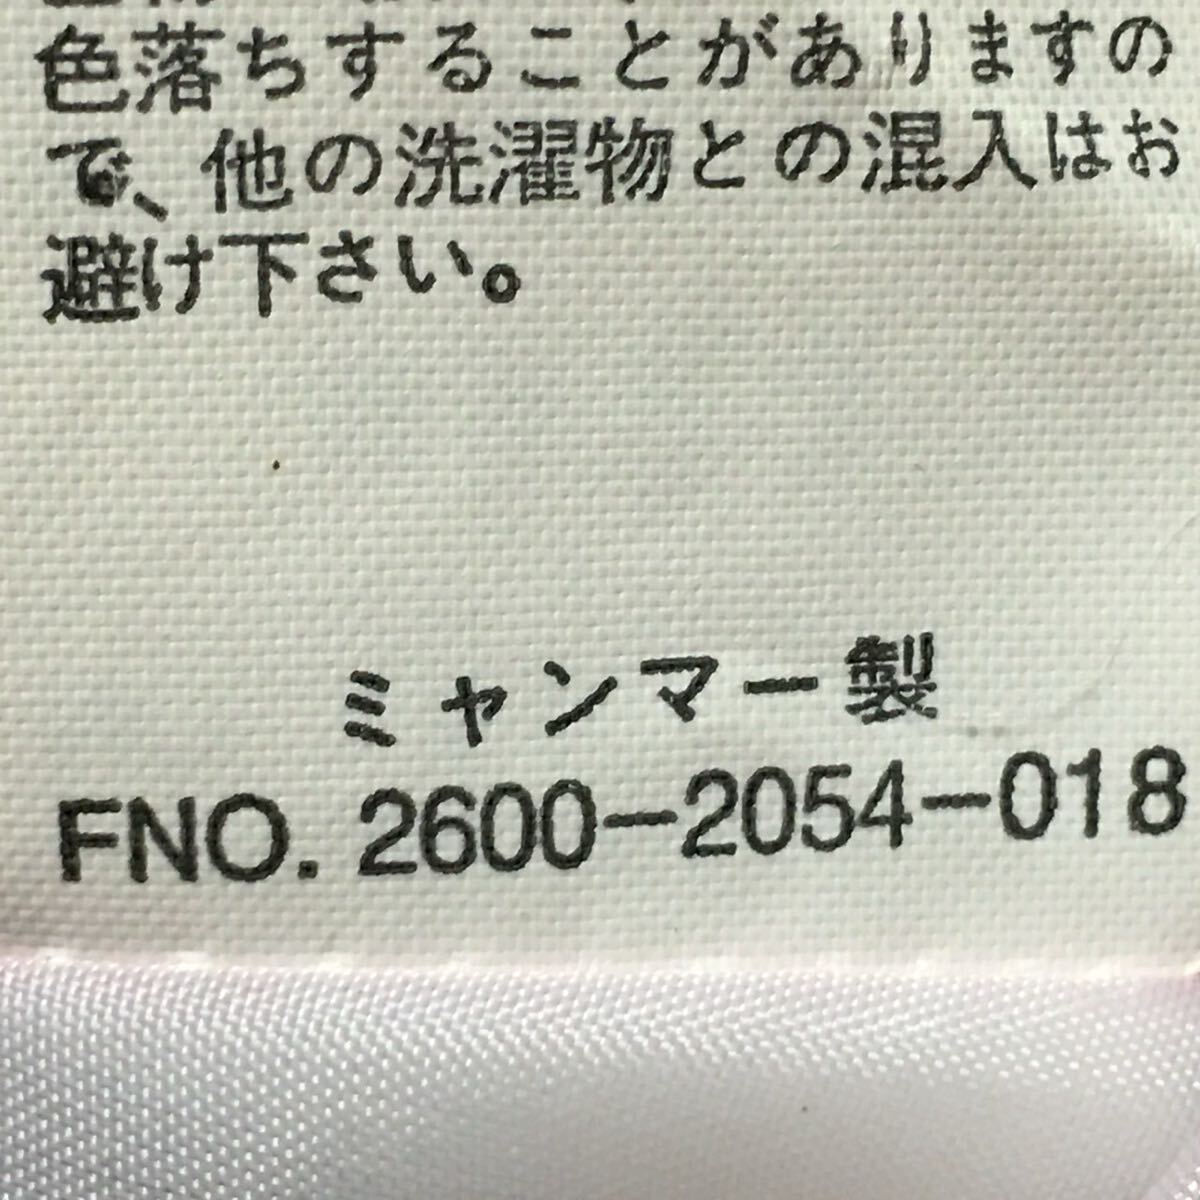 色落ちすることがありますの
で、他の洗濯物との混入はお
避け下さい。
ミャンマー製
FNO. 2600-2054-018